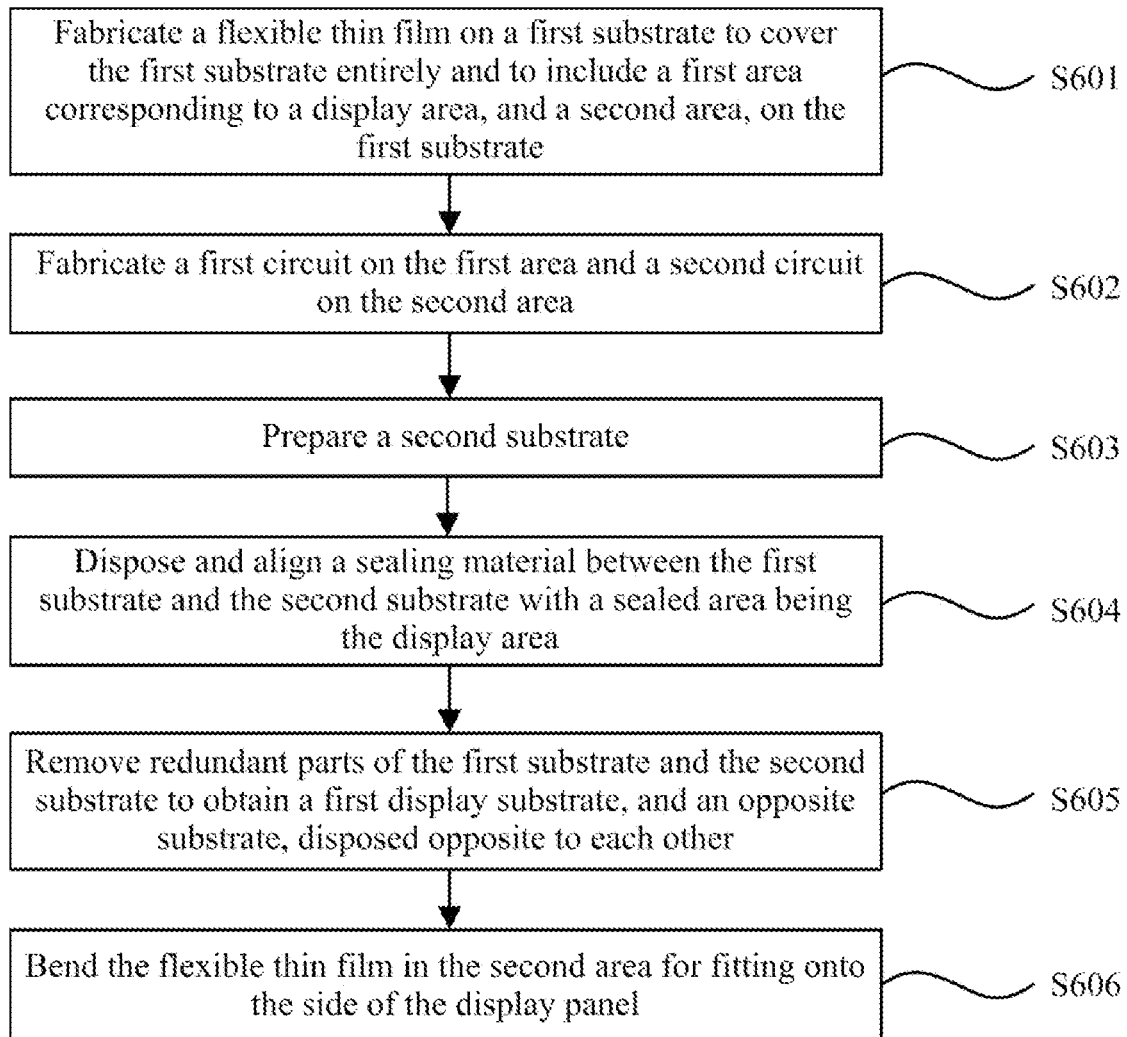 Fabricate a flexible thin film on a first substrate to cover
the first substrate entirely and to include a first area
corresponding to a display area, and a second area, on the
first substrate
S601
Fabricate a first circuit on the first area and a second circuit
on the second area
S602
Prepare a second substrate
S603
Dispose and align a sealing material between the first
substrate and the second substrate with a sealed area being
the display area
S604
Remove redundant parts of the first substrate and the second
substrate to obtain a first display substrate, and an opposite
substrate, disposed opposite to each other
S605
Bend the flexible thin film in the second area for fitting onto
the side of the display panel
S606